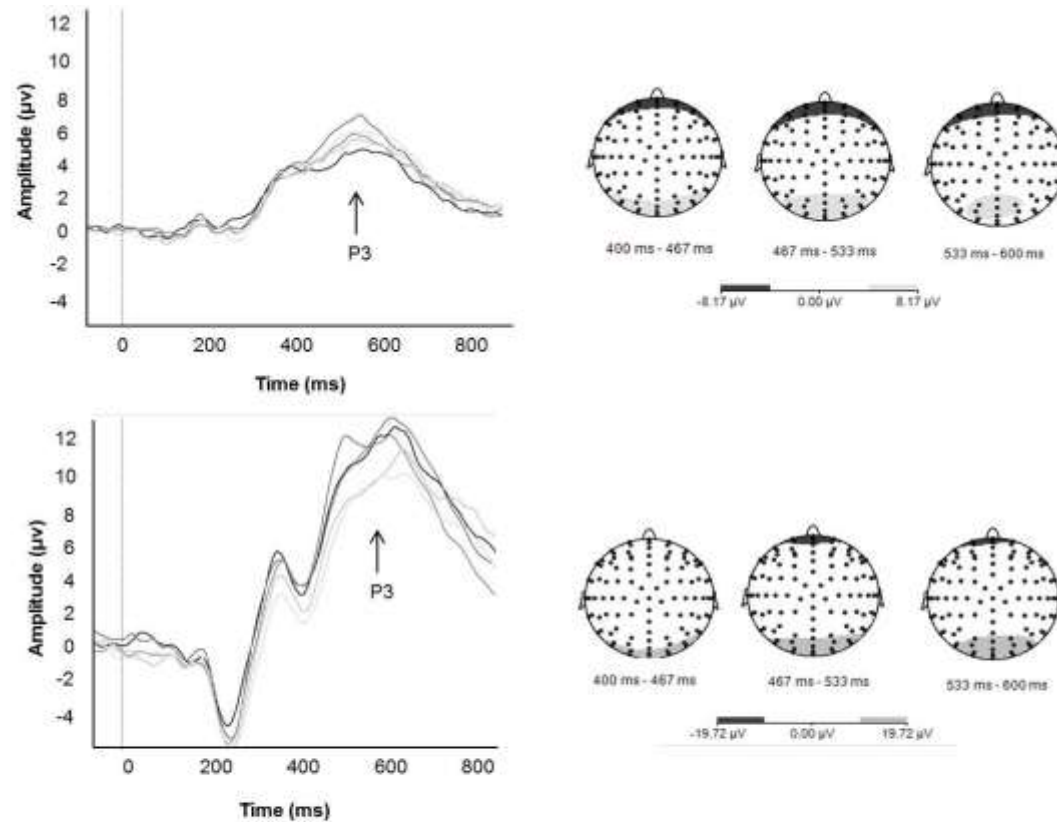 12
10
8
6
4
2
0
-2
-4
Amplitude (μv)
P3
0 200 400 600 800
Time (ms)
400 ms - 467 ms 467 ms - 533 ms 533 ms - 600 ms
-8.17 μV 0.00 μV 8.17 μV
12
10
8
6
4
2
0
-2
-4
Amplitude (μv)
P3
0 200 400 600 800
Time (ms)
400 ms - 467 ms 467 ms - 533 ms 533 ms - 600 ms
-19.72 μV 0.00 μV 19.72 μV